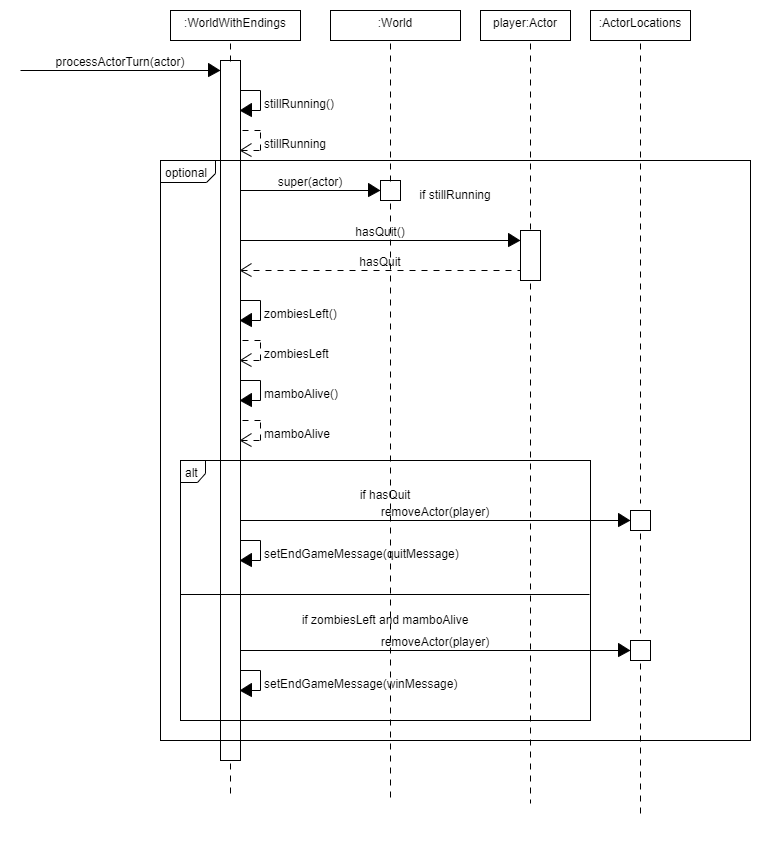 :WorldWithEndings
:World
player:Actor
:ActorLocations
processActorTurn(actor)
stillRunning()
stillRunning
optional
super(actor)
if stillRunning
hasQuit()
hasQuit
zombiesLeft()
zombiesLeft
mamboAlive()
mamboAlive
alt
if hasQuit
removeActor(player)
setEndGameMessage(quitMessage)
if zombiesLeft and mamboAlive
removeActor(player)
setEndGameMessage(winMessage)